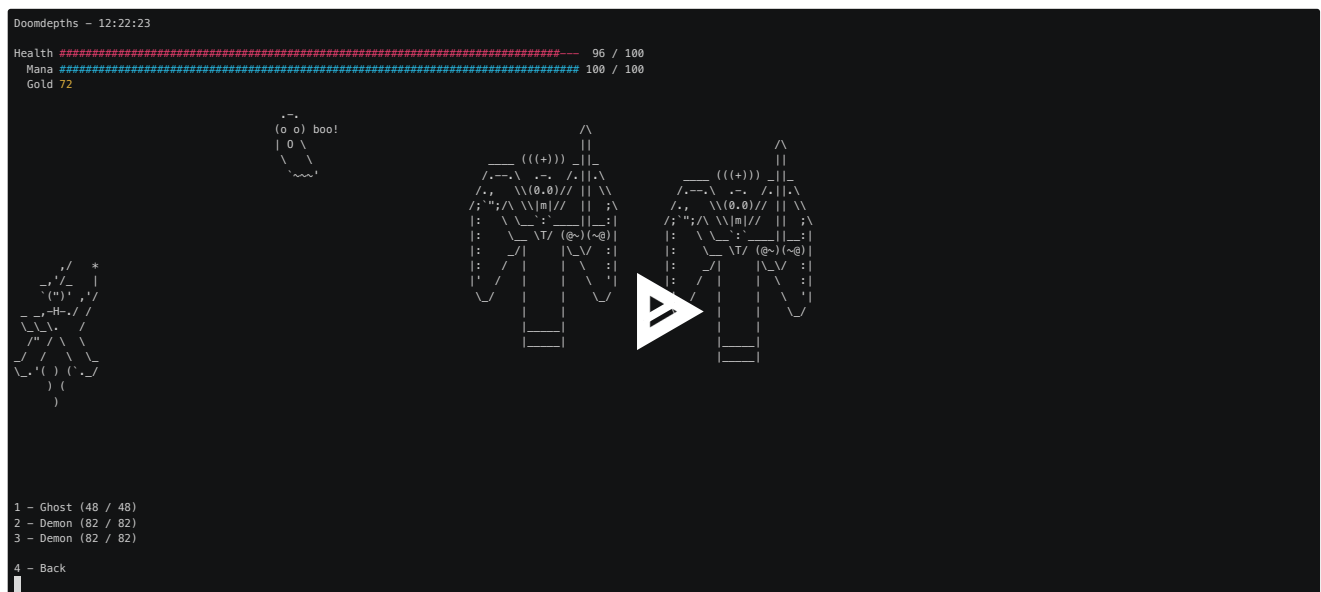 Doomdepths – 12:22:23
Health 96 / 100
Mana 100 / 100
Gold 72
boo!
1 – Ghost (48 / 48)
2 – Demon (82 / 82)
3 – Demon (82 / 82)
4 – Back